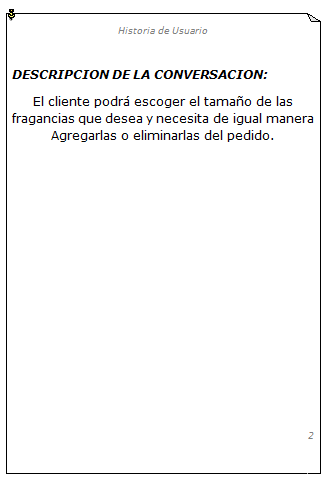 Historia de Usuario
DESCRIPCION DE LA CONVERSACION:
El cliente podrá escoger el tamaño de las
fragancias que desea y necesita de igual manera
Agregarlas o eliminarlas del pedido.
2